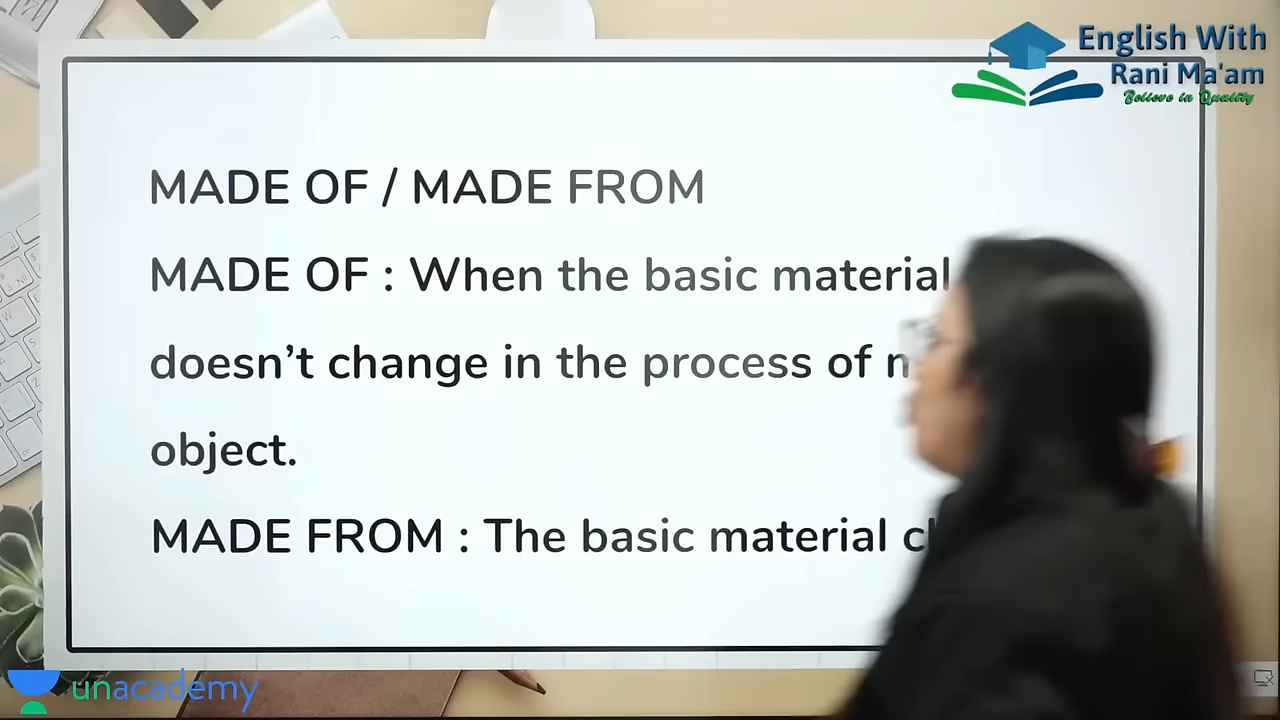 English With
Rani Ma'am
Believe in Quality
MADE OF / MADE FROM
MADE OF : When the basic material
doesn't change in the process of
object.
MADE FROM : The basic material
unacademy